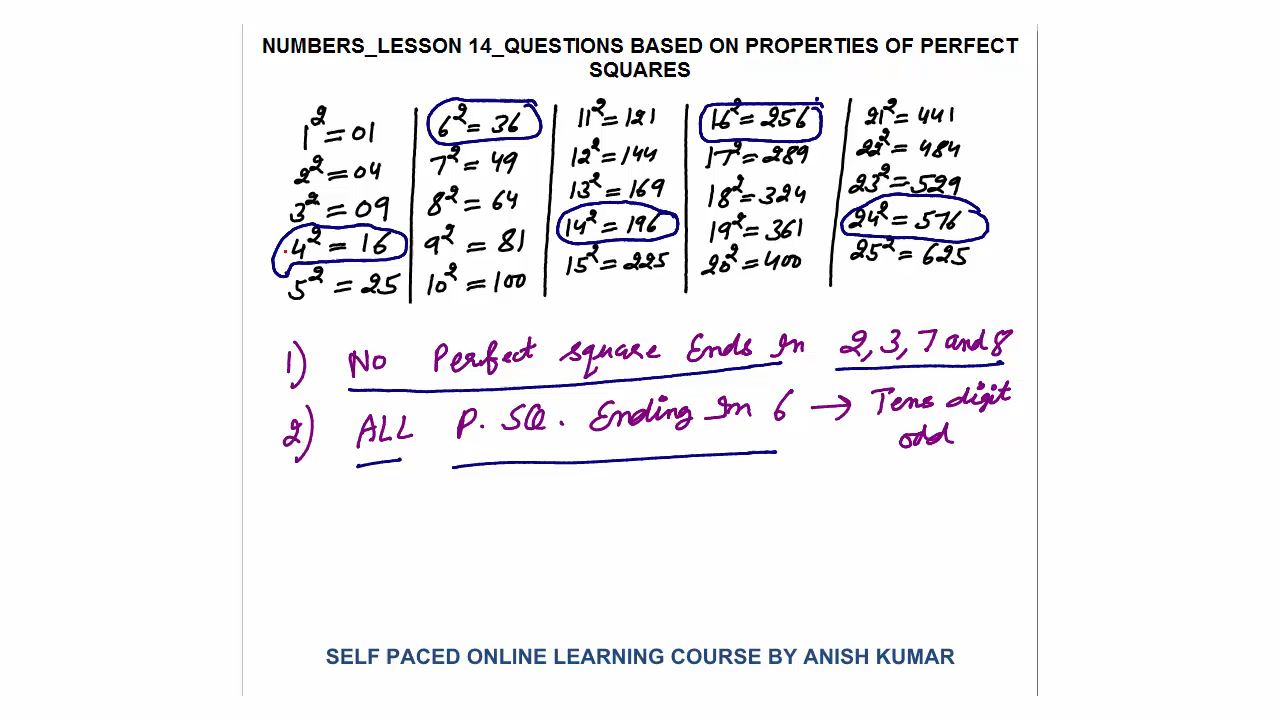 NUMBERS_LESSON 14_QUESTIONS BASED ON PROPERTIES OF PERFECT
SQUARES
1² = 01
2² = 04
3² = 09
4² = 16
5² = 25
6² = 36
7² = 49
8² = 64
9² = 81
10² = 100
11² = 121
12² = 144
13² = 169
14² = 196
15² = 225
16² = 256
17² = 289
18² = 324
19² = 361
20² = 400
21² = 441
22² = 484
23² = 529
24² = 576
25² = 625
1) No Perfect square Ends In 2, 3, 7 and 8
2) ALL P. SQ. Ending In 6 → Tens digit
odd
SELF PACED ONLINE LEARNING COURSE BY ANISH KUMAR